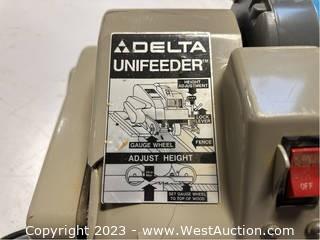 DELTA
UNIFEEDER™
HEIGHT
ADJUSTMENT
LOCK
LEVER
GAUGE WHEEL
FENCE
ADJUST HEIGHT
SET GAUGE WHEEL
TO TOP OF WOOD
OFF
Copyright 2023 - WestAuction.com